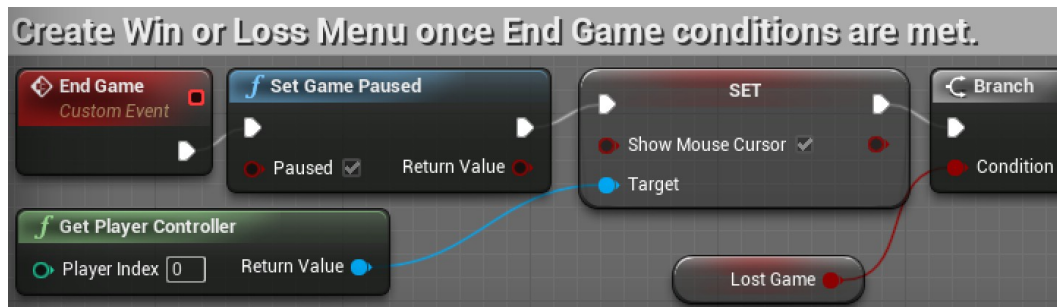 Create Win or Loss Menu once End Game conditions are met.
End Game
Custom Event
f Set Game Paused
Paused
Return Value
SET
Show Mouse Cursor
Target
Branch
Condition
f Get Player Controller
Player Index 0
Return Value
Lost Game